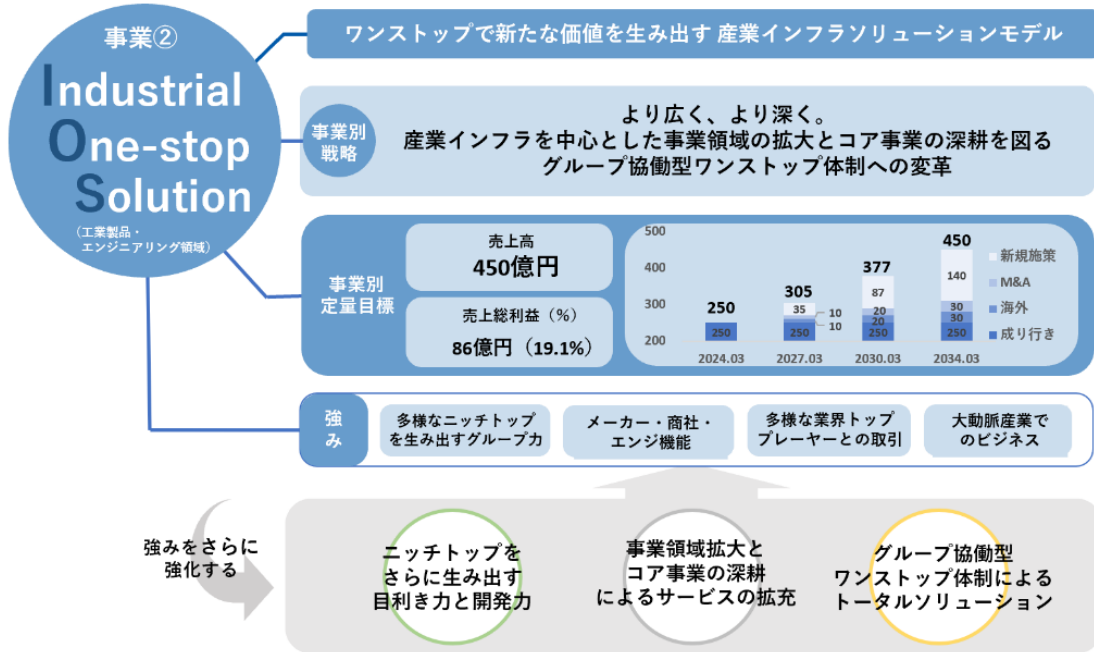 事業②
Industrial
One-stop
Solution
(工業製品・
エンジニアリング領域)
ワンストップで新たな価値を生み出す 産業インフラソリューションモデル
事業別
戦略
より広く、より深く。
産業インフラを中心とした事業領域の拡大とコア事業の深耕を図る
グループ協働型ワンストップ体制への変革
事業別
定量目標
売上高
450億円
売上総利益(%)
86億円(19.1%)
500
400
300
200
250
250
2024.03
305
35
10
10
250
2027.03
377
87
20
20
250
2030.03
450
140
30
30
250
2034.03
新規施策
M&A
海外
成り行き
強
み
多様なニッチトップ
を生み出すグループ力
メーカー・商社・
エンジ機能
多様な業界トップ
プレーヤーとの取引
大動脈産業で
のビジネス
強みをさらに
強化する
ニッチトップを
さらに生み出す
目利き力と開発力
事業領域拡大と
コア事業の深耕
によるサービスの拡充
グループ協働型
ワンストップ体制による
トータルソリューション